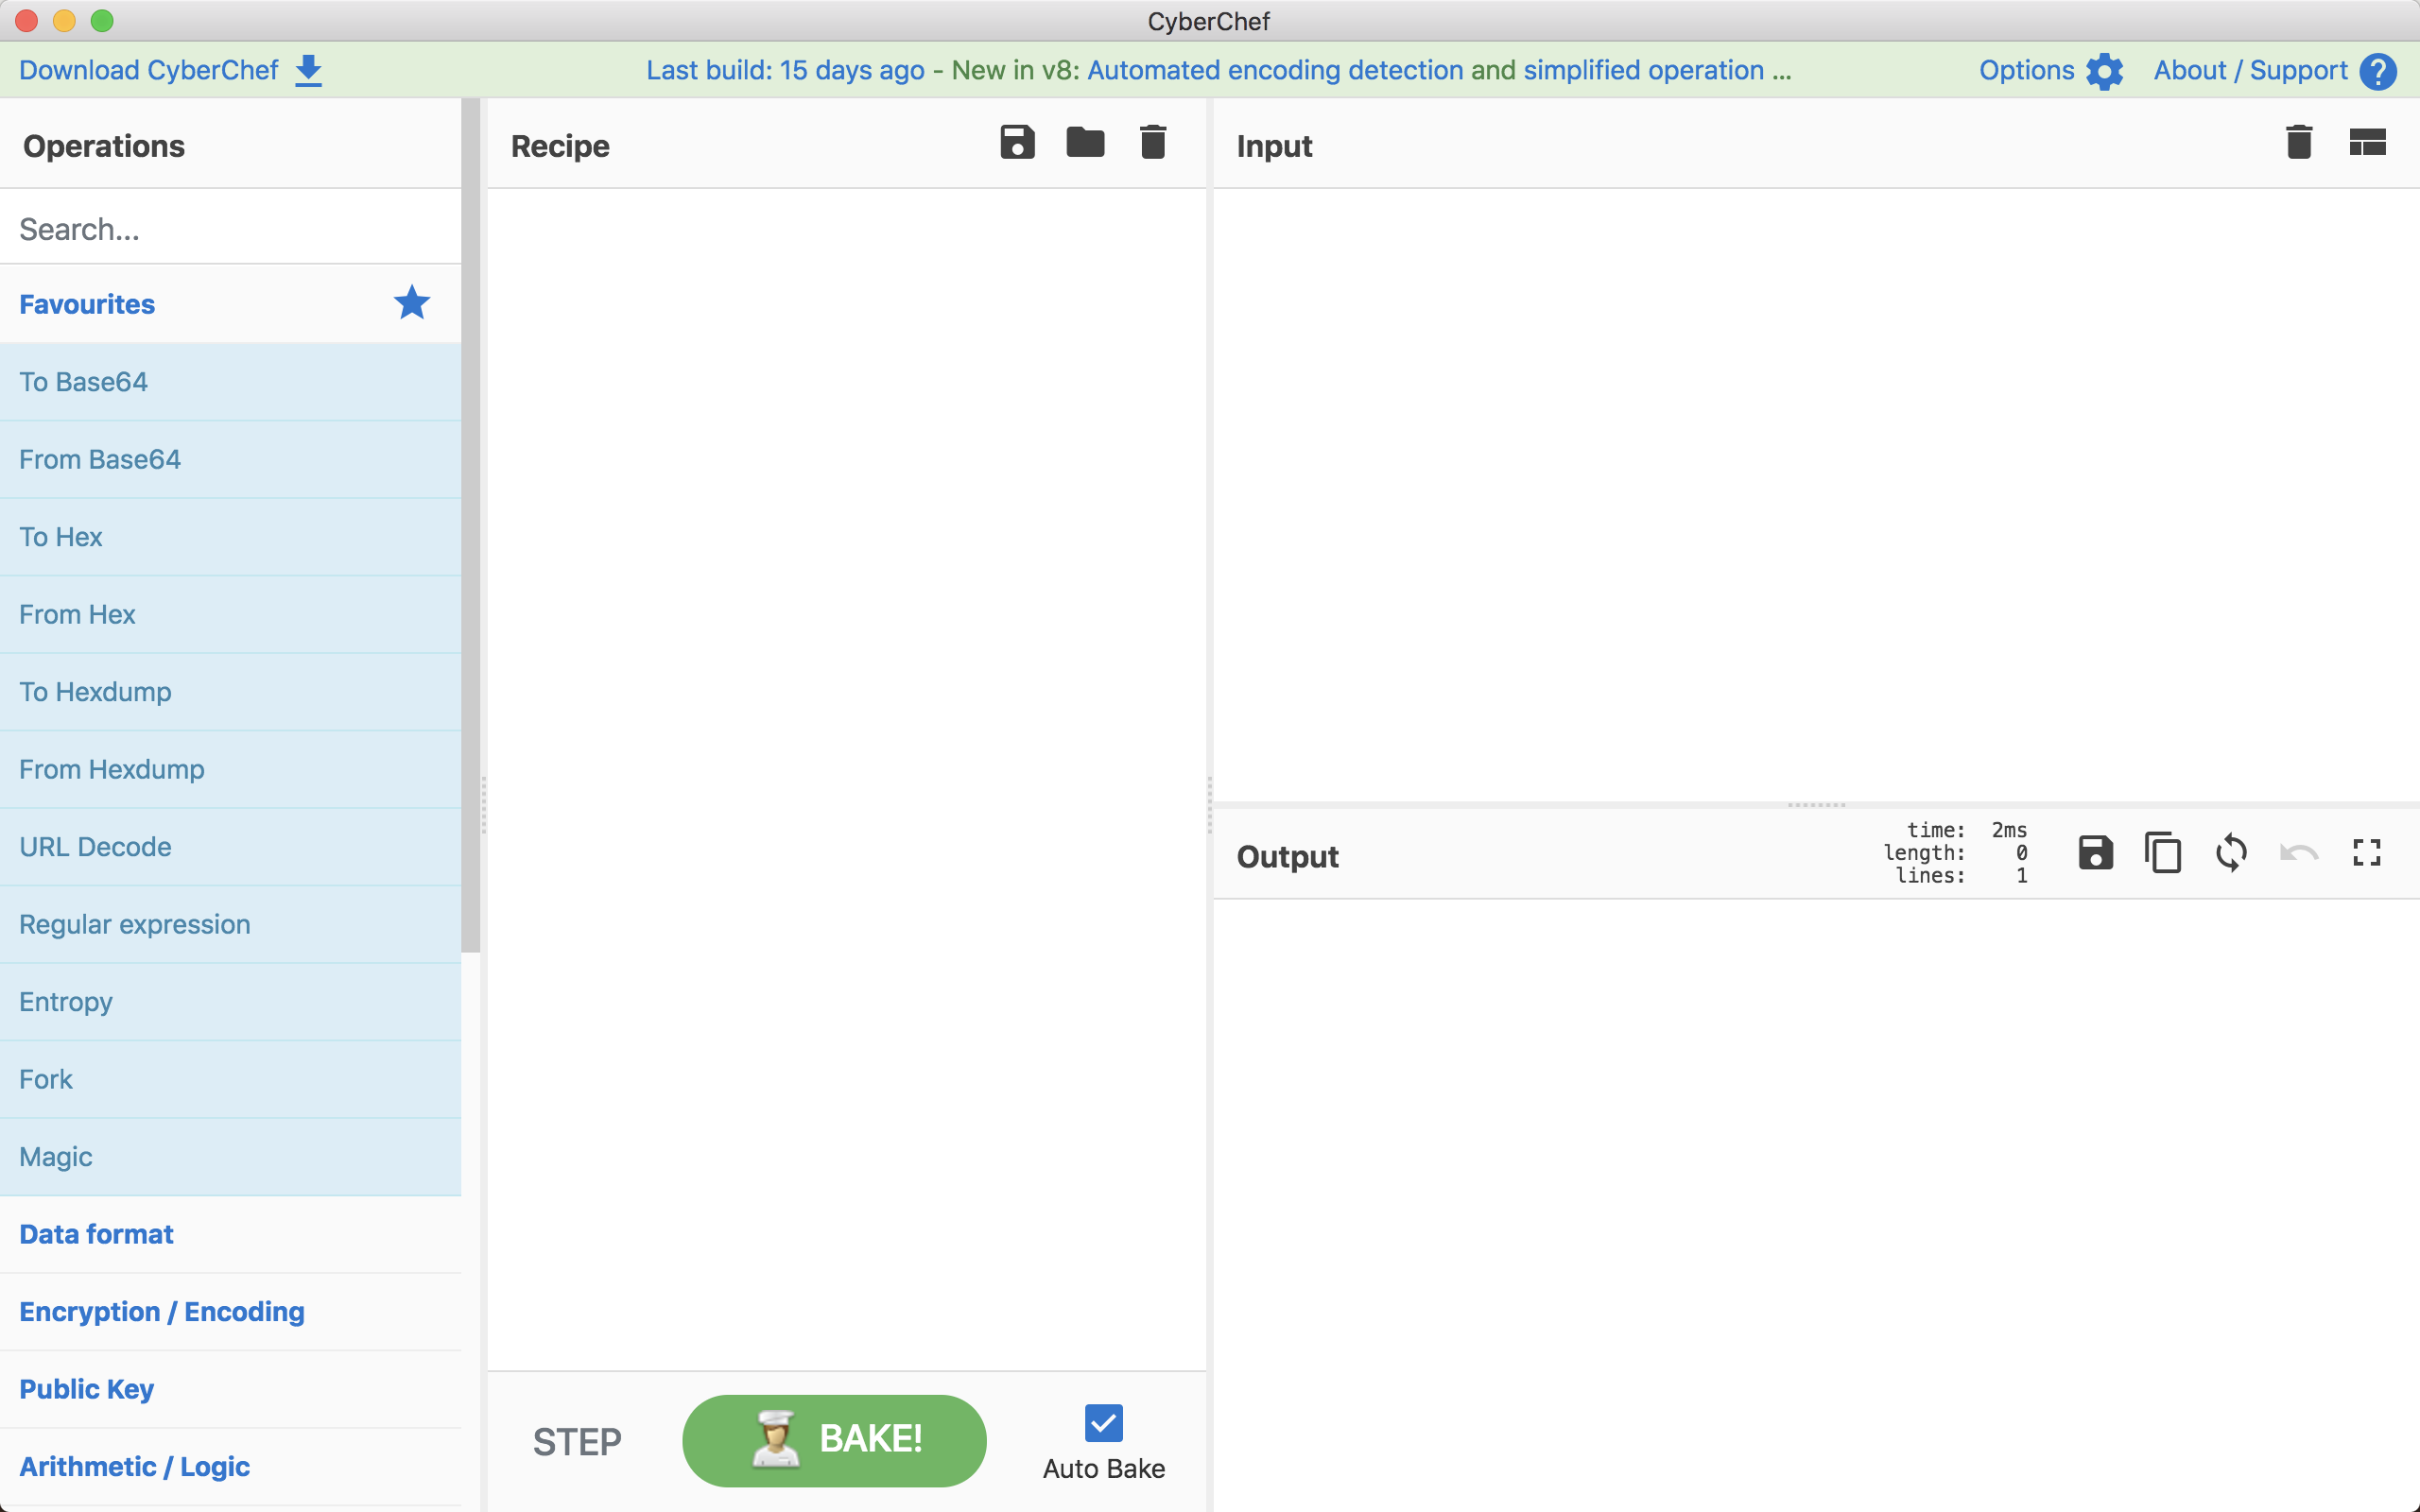 CyberChef
Download CyberChef
Last build: 15 days ago - New in v8: Automated encoding detection and simplified operation ...
Options
About / Support
?
Operations
Search...
Favourites
To Base64
From Base64
To Hex
From Hex
To Hexdump
From Hexdump
URL Decode
Regular expression
Entropy
Fork
Magic
Data format
Encryption / Encoding
Public Key
Arithmetic / Logic
Recipe
STEP
BAKE!
Auto Bake
Input
Output
time: 2ms
length: 0
lines: 1